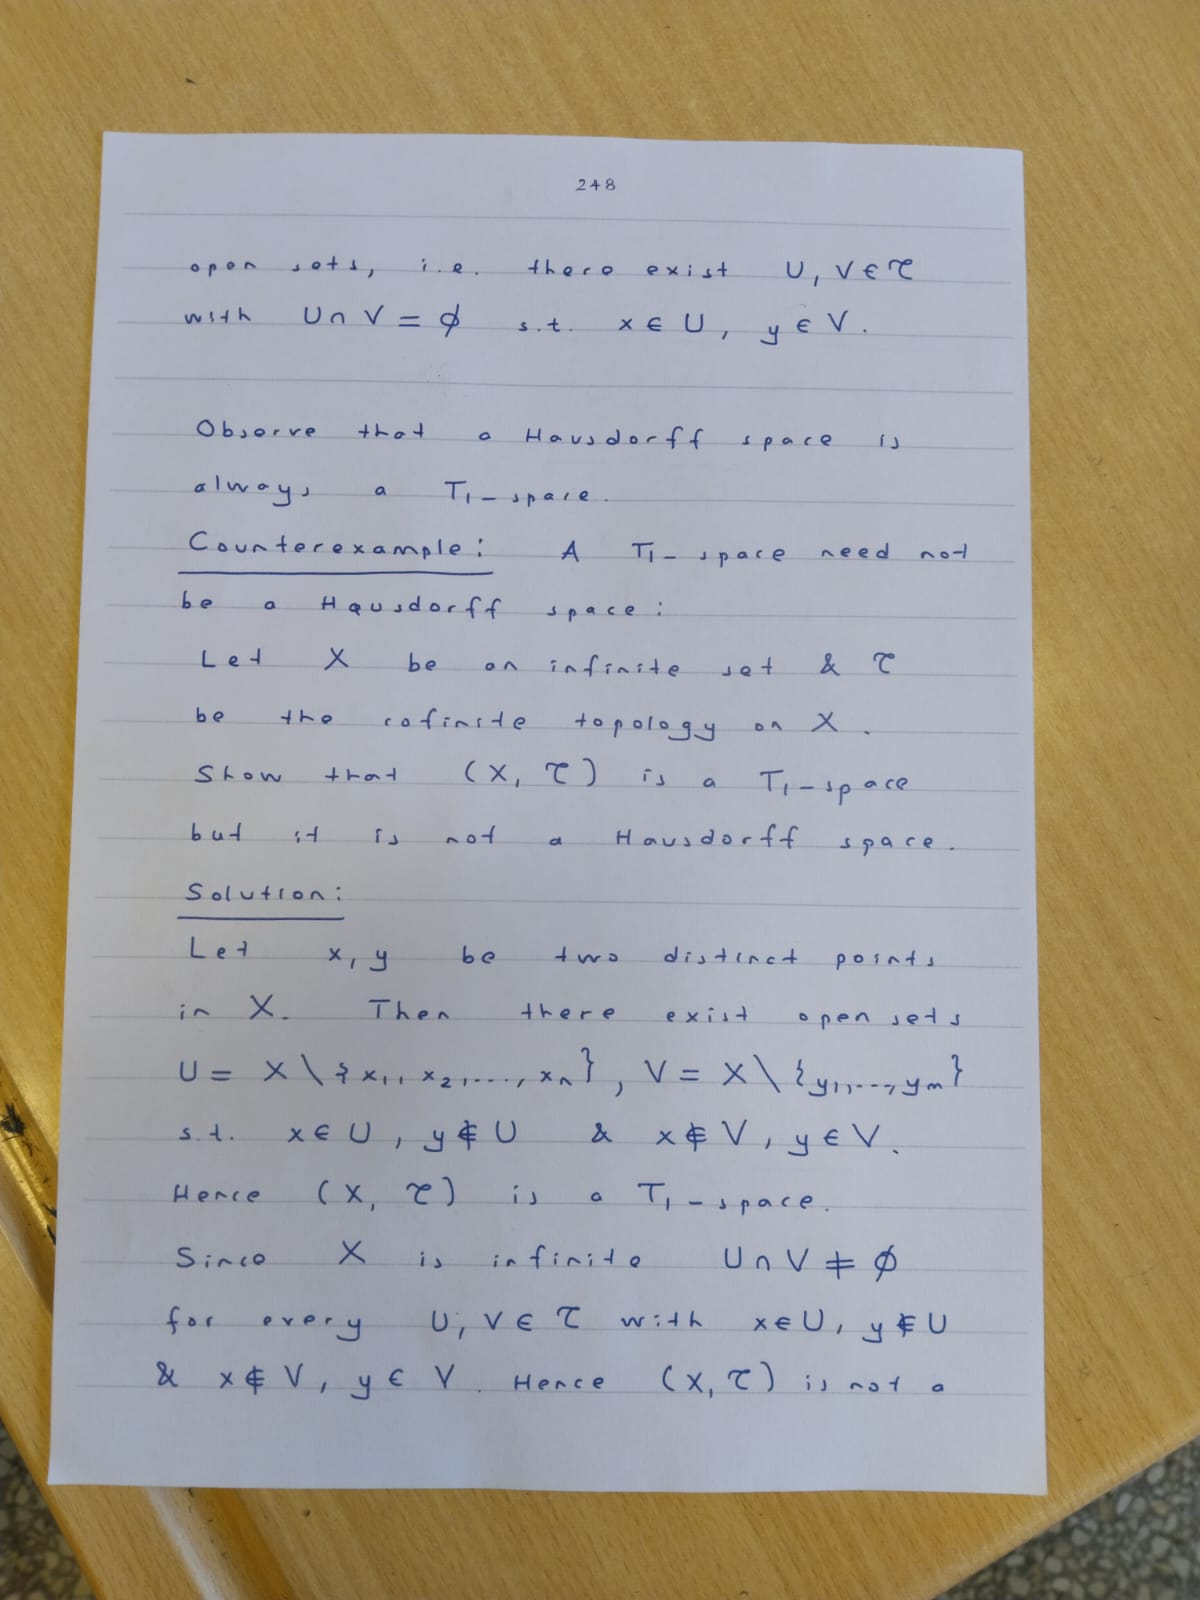 248
open sets, i.e. there exist U, V ∈ τ
with U ∩ V = ∅ s.t. x ∈ U, y ∈ V.
Observe that a Hausdorff space is
always a T₁-space.
Counterexample: A T₁-space need not
be a Hausdorff space:
Let X be an infinite set & τ
be the cofinite topology on X.
Show that (X, τ) is a T₁-space
but it is not a Hausdorff space.
Solution:
Let x, y be two distinct points
in X. Then there exist open sets
U = X \ {x₁, x₂, ..., xₙ}, V = X \ {y₁, ..., yₘ}
s.t. x ∈ U, y ∉ U & x ∉ V, y ∈ V.
Hence (X, τ) is a T₁-space.
Since X is infinite U ∩ V ≠ ∅
for every U, V ∈ τ with x ∈ U, y ∉ U
& x ∉ V, y ∈ V. Hence (X, τ) is not a